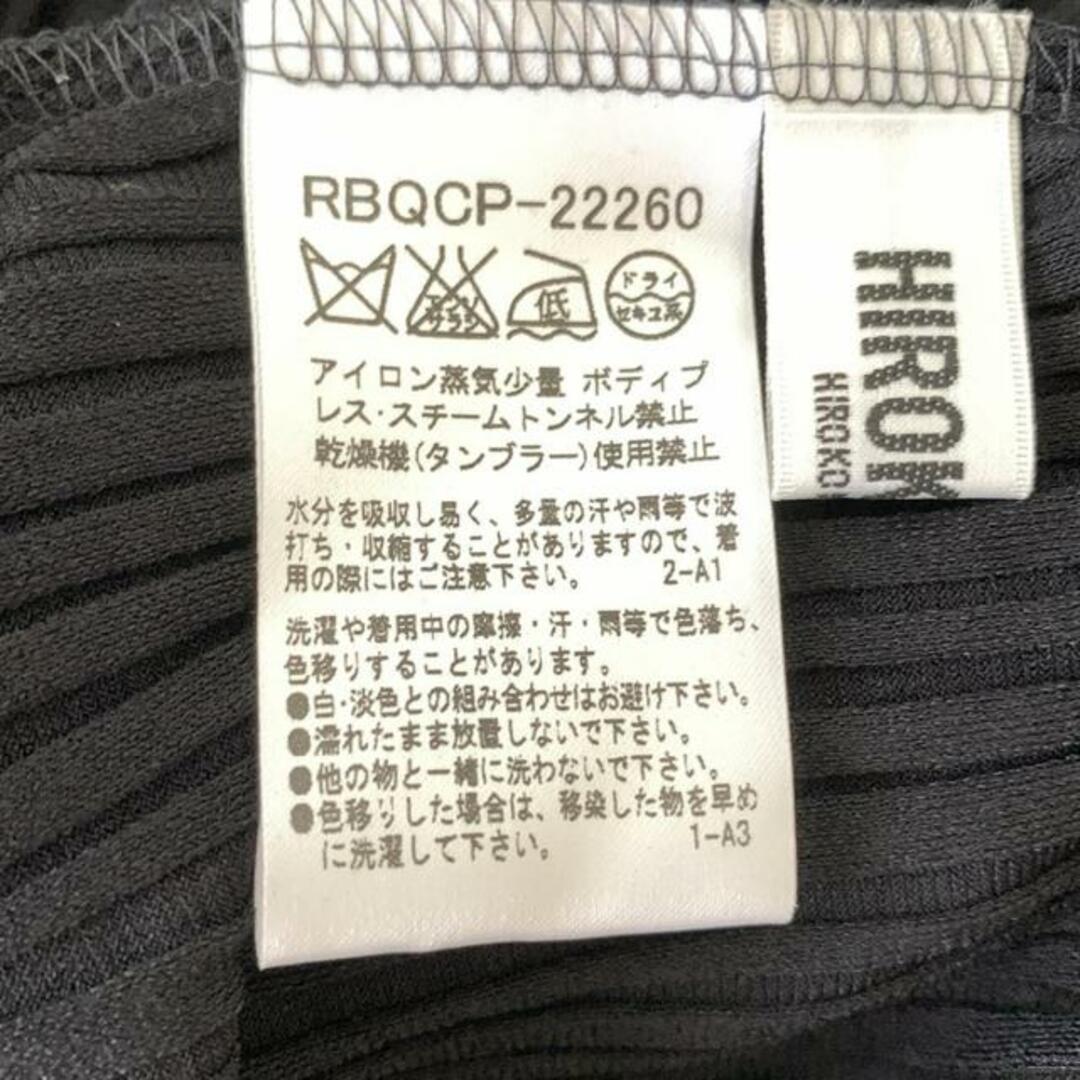 RBQCP-22260
エンソ
サラシ
低
ドライ
セキユ系
アイロン蒸気少量 ボディプ
レス・スチームトンネル禁止
乾燥機(タンブラー)使用禁止
水分を吸収し易く、多量の汗や雨等で波
打ち・収縮することがありますので、着
用の際にはご注意下さい。 2-A1
洗濯や着用中の摩擦・汗・雨等で色落ち、
色移りすることがあります。
●白・淡色との組み合わせはお避け下さい。
●濡れたまま放置しないで下さい。
●他の物と一緒に洗わないで下さい。
●色移りした場合は、移染した物を早め
に洗濯して下さい。 1-A3
HIROK
HIROKO